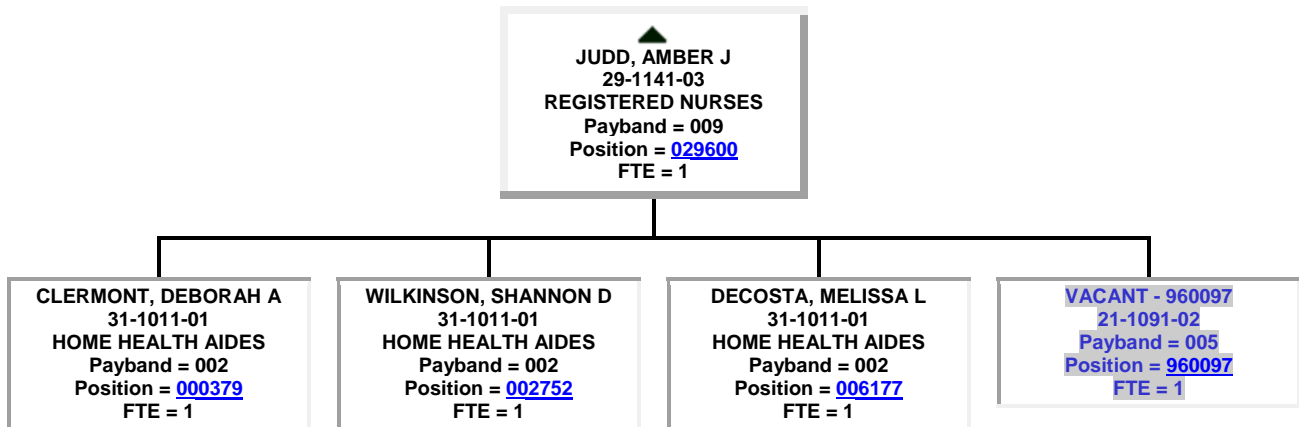 JUDD, AMBER J
29-1141-03
REGISTERED NURSES
Payband = 009
Position = 029600
FTE = 1
CLERMONT, DEBORAH A
31-1011-01
HOME HEALTH AIDES
Payband = 002
Position = 000379
FTE = 1
WILKINSON, SHANNON D
31-1011-01
HOME HEALTH AIDES
Payband = 002
Position = 002752
FTE = 1
DECOSTA, MELISSA L
31-1011-01
HOME HEALTH AIDES
Payband = 002
Position = 006177
FTE = 1
VACANT - 960097
21-1091-02
Payband = 005
Position = 960097
FTE = 1